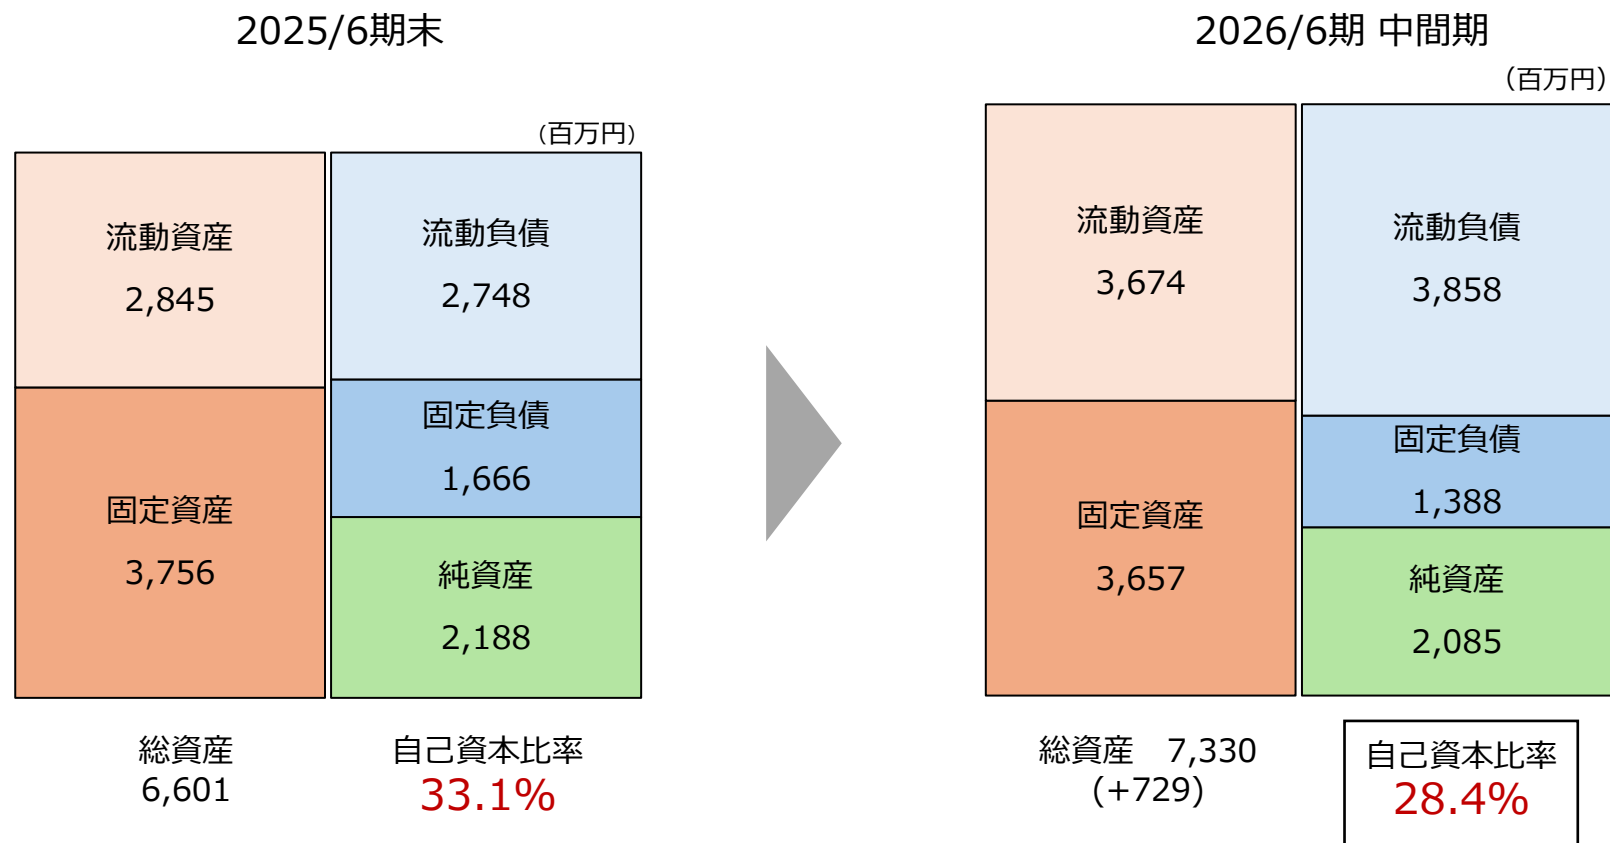 2025/6期末
(百万円)
流動資産
2,845
流動負債
2,748
固定負債
1,666
固定資産
3,756
純資産
2,188
総資産
6,601
自己資本比率
33.1%
2026/6期 中間期
(百万円)
流動資産
3,674
流動負債
3,858
固定負債
1,388
固定資産
3,657
純資産
2,085
総資産 7,330
(+729)
自己資本比率
28.4%